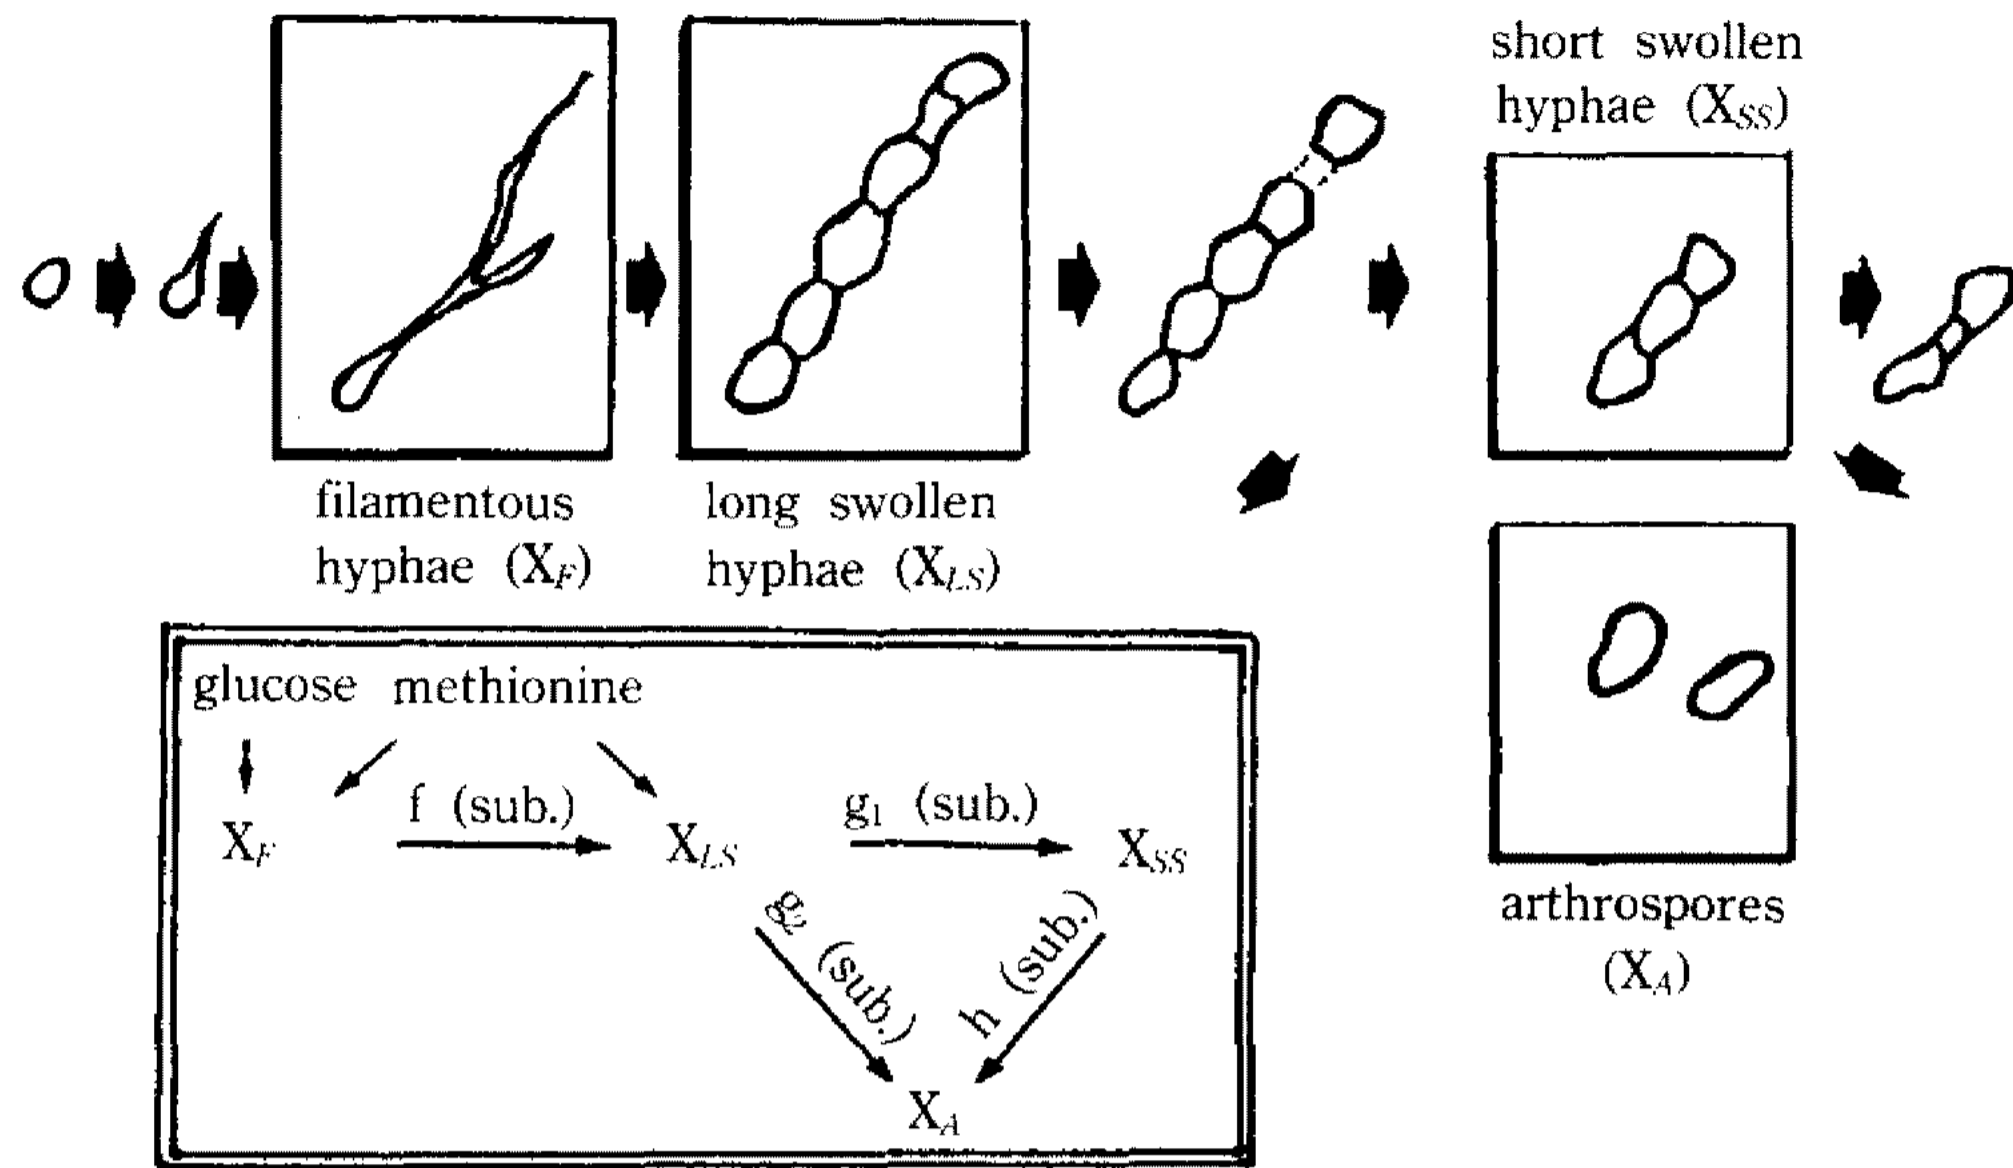 short swollen
hyphae (X_SS)
filamentous
hyphae (X_F)
long swollen
hyphae (X_LS)
glucose methionine
f (sub.)
g₁ (sub.)
X_F
X_LS
X_SS
g₂ (sub.)
h (sub.)
X_A
arthrospores
(X_A)